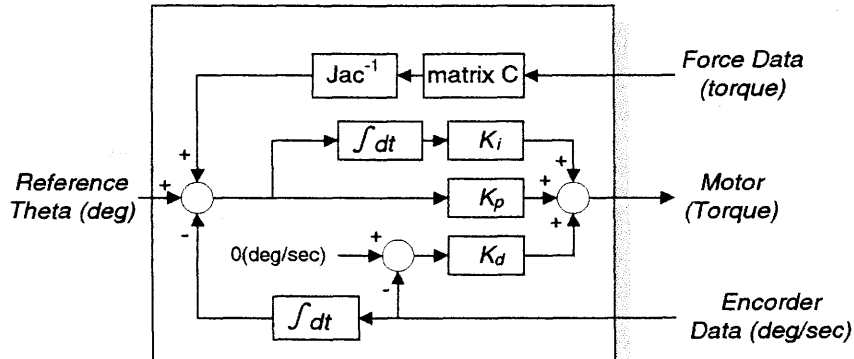 Jac⁻¹
matrix C
Force Data
(torque)
+
∫ dt
Ki
+
Reference
Theta (deg)
+
Kp
+
Motor
(Torque)
-
0(deg/sec)
+
Kd
+
-
∫ dt
Encorder
Data (deg/sec)